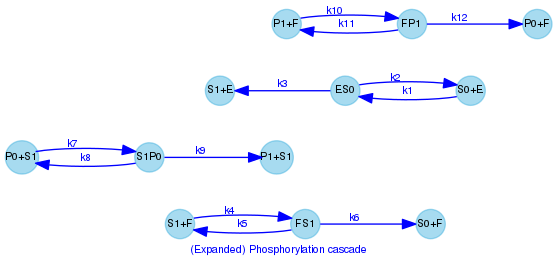 k10
P1+F
k11
FP1
k12
P0+F
S1+E
k3
ES0
k2
k1
S0+E
P0+S1
k7
k8
S1P0
k9
P1+S1
S1+F
k4
k5
FS1
k6
S0+F
(Expanded) Phosphorylation cascade